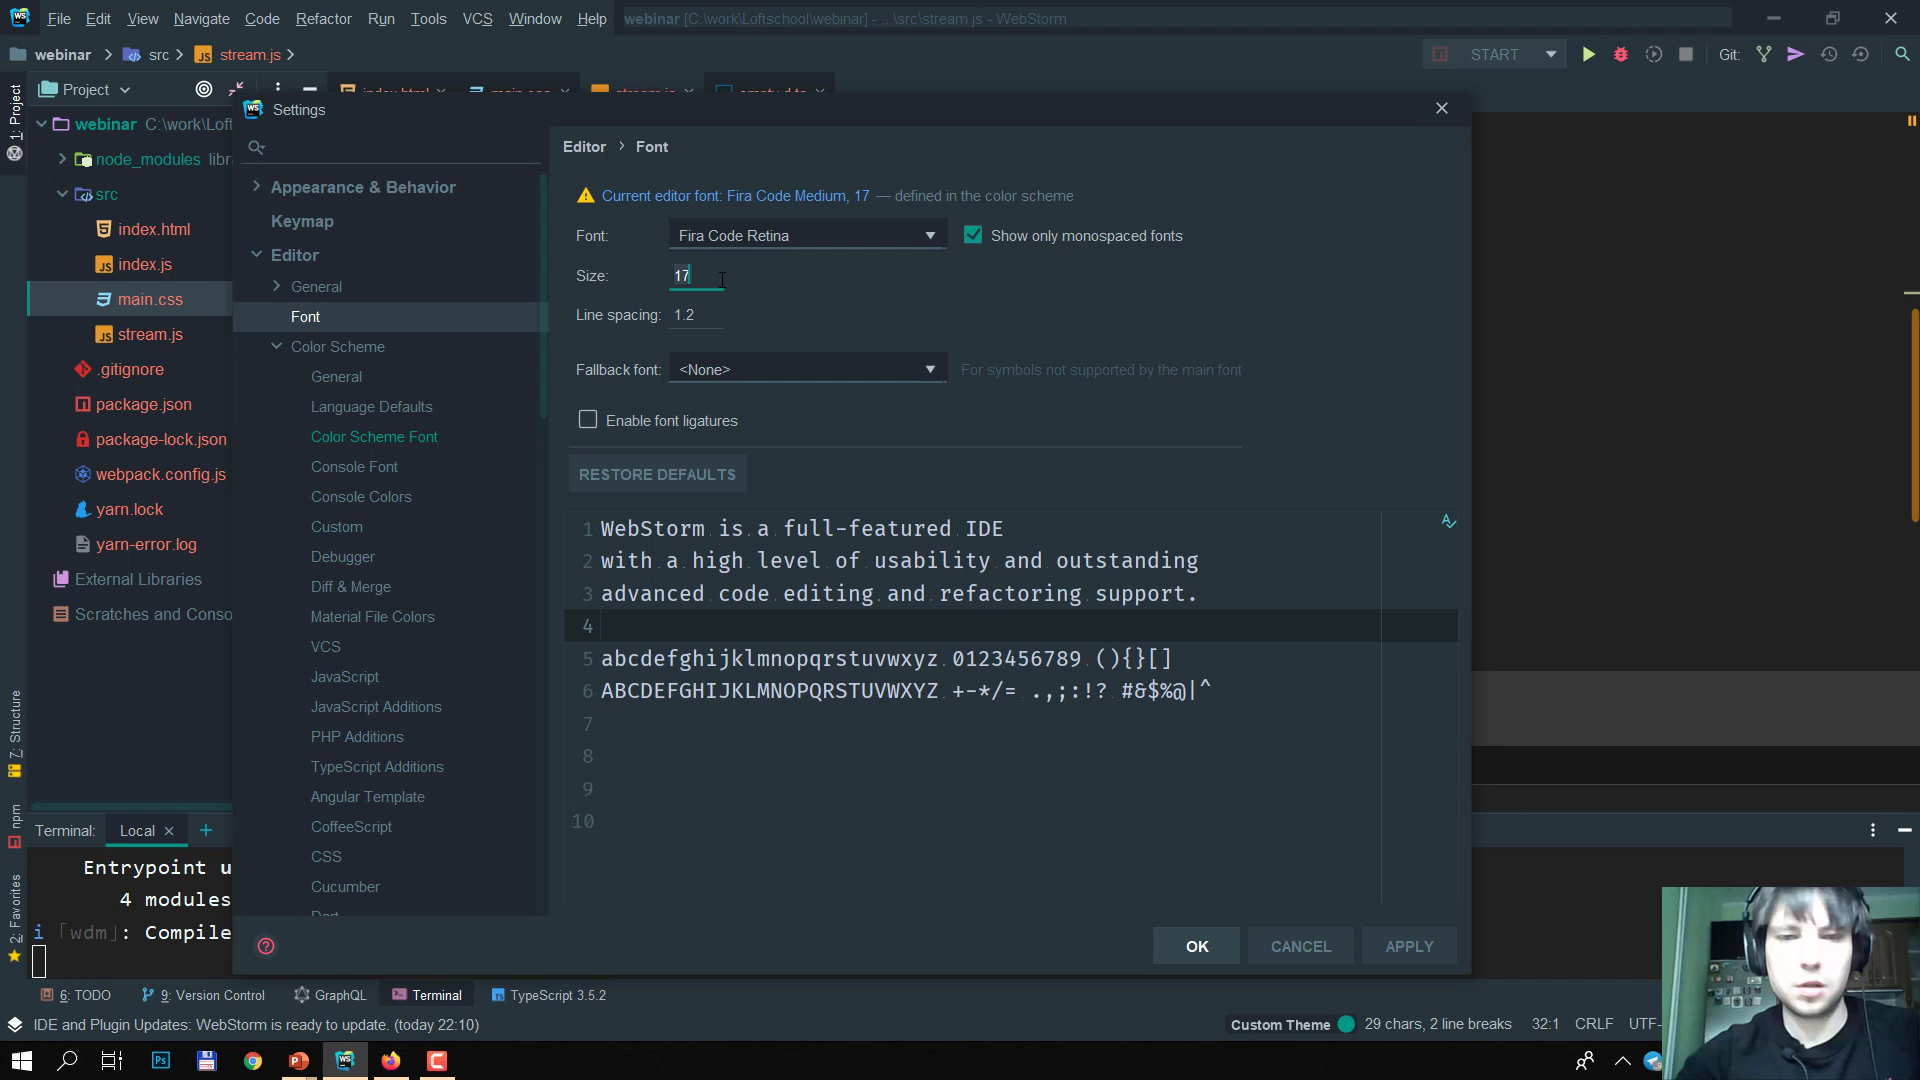 File Edit View Navigate Code Refactor Run Tools VCS Window Help webinar [C:\work\Loftschool\webinar] - ...\src\stream.js - WebStorm
webinar src stream.js START Git:
Project
Settings
1: Project
webinar C:\work\Loft
node_modules libr
src
index.html
index.js
main.css
stream.js
.gitignore
package.json
package-lock.json
webpack.config.js
yarn.lock
yarn-error.log
External Libraries
Scratches and Conso
Appearance & Behavior
Keymap
Editor
General
Font
Color Scheme
General
Language Defaults
Color Scheme Font
Console Font
Console Colors
Custom
Debugger
Diff & Merge
Material File Colors
VCS
JavaScript
JavaScript Additions
PHP Additions
TypeScript Additions
Angular Template
CoffeeScript
CSS
Cucumber
Editor › Font
Current editor font: Fira Code Medium, 17 — defined in the color scheme
Font: Fira Code Retina Show only monospaced fonts
Size: 17
Line spacing: 1.2
Fallback font: <None> For symbols not supported by the main font
Enable font ligatures
RESTORE DEFAULTS
1 WebStorm is a full-featured IDE
2 with a high level of usability and outstanding
3 advanced code editing and refactoring support.
4
5 abcdefghijklmnopqrstuvwxyz 0123456789 (){}[]
6 ABCDEFGHIJKLMNOPQRSTUVWXYZ +-*/= .,;:!? #&$%@|^
7
8
9
10
OK CANCEL APPLY
7: Structure
npm
2: Favorites
Terminal: Local +
Entrypoint u
4 modules
i ｢wdm｣: Compile
6: TODO 9: Version Control GraphQL Terminal TypeScript 3.5.2
IDE and Plugin Updates: WebStorm is ready to update. (today 22:10) Custom Theme 29 chars, 2 line breaks 32:1 CRLF UTF-